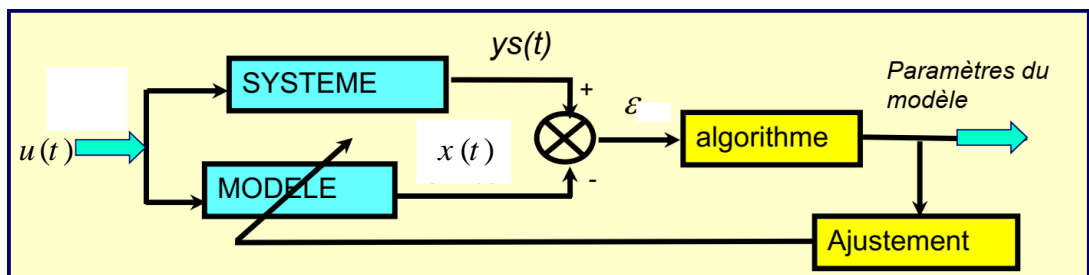 ys(t)
SYSTEME
+
Paramètres du
modèle
ε
algorithme
u(t)
x(t)
MODELE
-
Ajustement